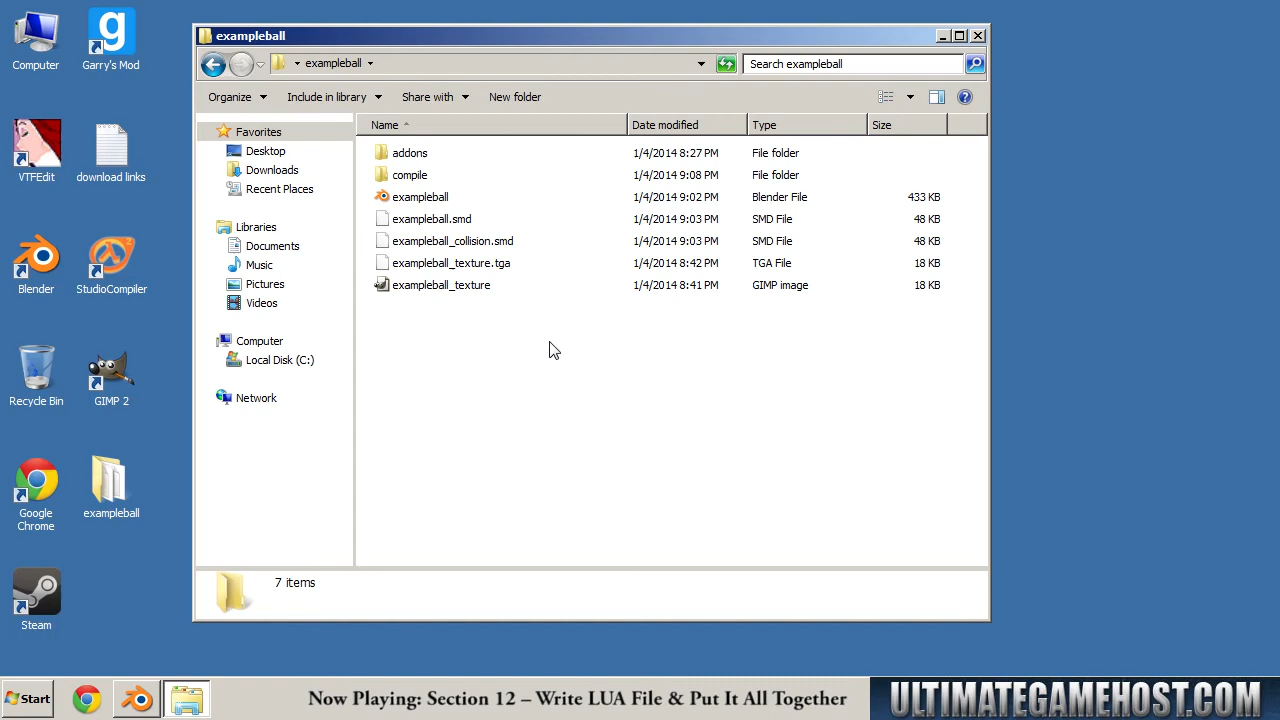 Computer
Garry's Mod
VTFEdit
download links
Blender
StudioCompiler
Recycle Bin
GIMP 2
Google
Chrome
exampleball
Steam
exampleball
exampleball
Search exampleball
Organize
Include in library
Share with
New folder
Favorites
Desktop
Downloads
Recent Places
Libraries
Documents
Music
Pictures
Videos
Computer
Local Disk (C:)
Network
Name Date modified Type Size
addons 1/4/2014 8:27 PM File folder
compile 1/4/2014 9:08 PM File folder
exampleball 1/4/2014 9:02 PM Blender File 433 KB
exampleball.smd 1/4/2014 9:03 PM SMD File 48 KB
exampleball_collision.smd 1/4/2014 9:03 PM SMD File 48 KB
exampleball_texture.tga 1/4/2014 8:42 PM TGA File 18 KB
exampleball_texture 1/4/2014 8:41 PM GIMP image 18 KB
7 items
Start
Now Playing: Section 12 – Write LUA File & Put It All Together
ULTIMATEGAMEHOST.COM